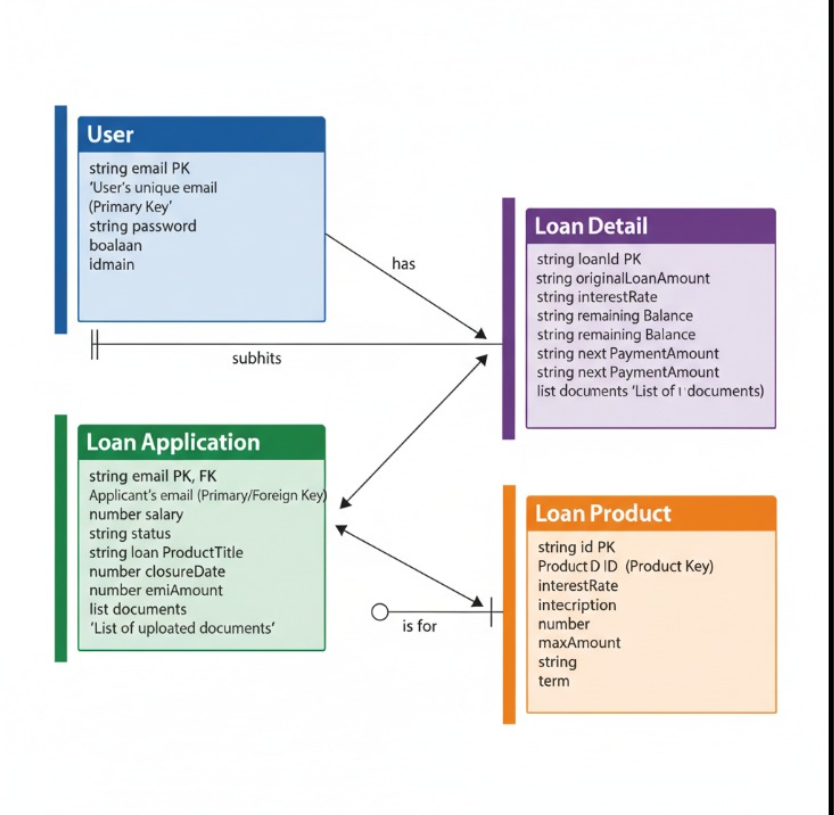 User
string email PK
'User's unique email
(Primary Key'
string password
boalaan
idmain
has
subhits
Loan Detail
string loanId PK
string originalLoanAmount
string interestRate
string remaining Balance
string remaining Balance
string next PaymentAmount
string next PaymentAmount
list documents 'List of documents)
Loan Application
string email PK, FK
Applicant's email (Primary/Foreign Key)
number salary
string status
string loan ProductTitle
number closureDate
number emiAmount
list documents
'List of uploated documents'
is for
Loan Product
string id PK
Product D ID (Product Key)
interestRate
intecription
number
maxAmount
string
term